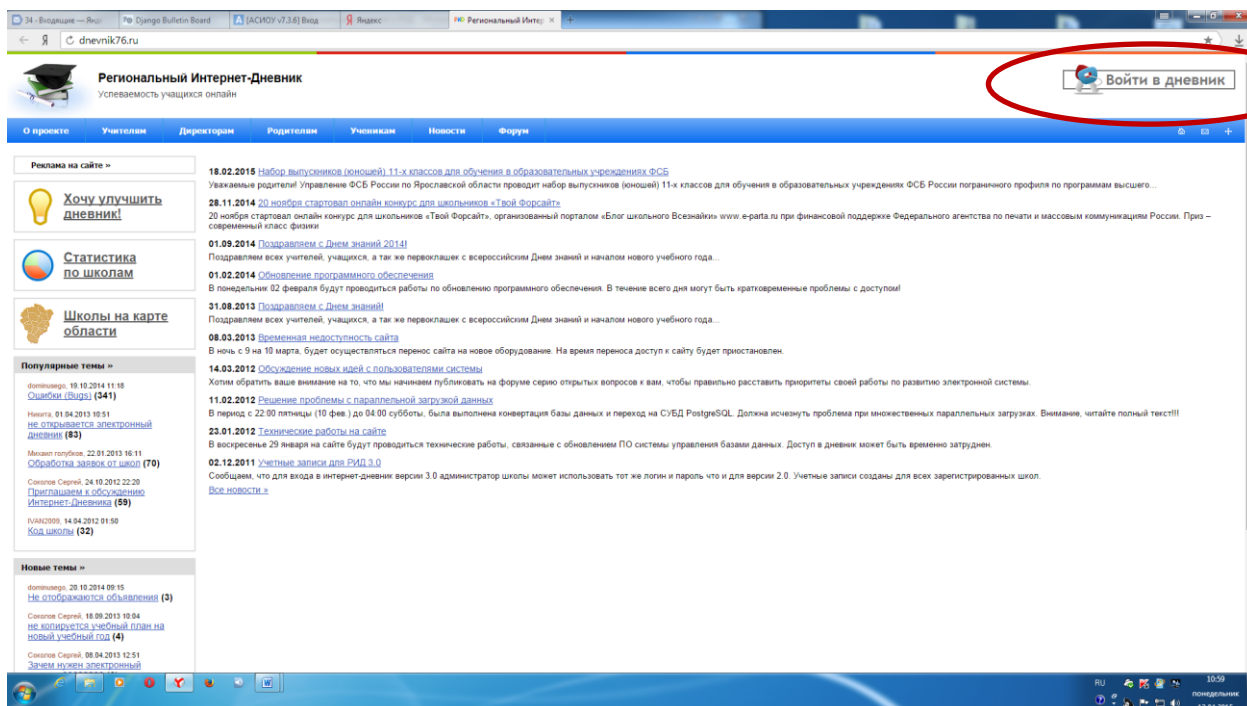 34 · Входящие — Янде
Django Bulletin Board
[АСИОУ v7.3.6] Вход
Яндекс
Региональный Интер
dnevnik76.ru
Региональный Интернет-Дневник
Успеваемость учащихся онлайн
Войти в дневник
О проекте Учителям Директорам Родителям Ученикам Новости Форум
Реклама на сайте »
Хочу улучшить
дневник!
Статистика
по школам
Школы на карте
области
Популярные темы »
dominusego, 19.10.2014 11:18
Ошибки (Bugs) (341)
Никита, 01.04.2013 10:51
не открывается электронный
дневник (83)
Михаил голубков, 22.01.2013 16:11
Обработка заявок от школ (70)
Соколов Сергей, 24.10.2012 22:20
Приглашаем к обсуждению
Интернет-Дневника (59)
IVAN2009, 14.04.2012 01:50
Код школы (32)
Новые темы »
dominusego, 20.10.2014 09:15
Не отображаются объявления (3)
Соколов Сергей, 18.09.2013 10:04
не копируется учебный план на
новый учебный год (4)
Соколов Сергей, 08.04.2013 12:51
Зачем нужен электронный
18.02.2015 Набор выпускников (юношей) 11-х классов для обучения в образовательных учреждениях ФСБ
Уважаемые родители! Управление ФСБ России по Ярославской области проводит набор выпускников (юношей) 11-х классов для обучения в образовательных учреждениях ФСБ России пограничного профиля по программам высшего...
28.11.2014 20 ноября стартовал онлайн конкурс для школьников «Твой Форсайт»
20 ноября стартовал онлайн конкурс для школьников «Твой Форсайт», организованный порталом «Блог школьного Всезнайки» www.e-parta.ru при финансовой поддержке Федерального агентства по печати и массовым коммуникациям России. Приз –
современный класс физики
01.09.2014 Поздравляем с Днем знаний 2014!
Поздравляем всех учителей, учащихся, а так же первоклашек с всероссийским Днем знаний и началом нового учебного года...
01.02.2014 Обновление программного обеспечения
В понедельник 02 февраля будут проводиться работы по обновлению программного обеспечения. В течение всего дня могут быть кратковременные проблемы с доступом!
31.08.2013 Поздравляем с Днем знаний!
Поздравляем всех учителей, учащихся, а так же первоклашек с всероссийским Днем знаний и началом нового учебного года...
08.03.2013 Временная недоступность сайта
В ночь с 9 на 10 марта, будет осуществляться перенос сайта на новое оборудование. На время переноса доступ к сайту будет приостановлен.
14.03.2012 Обсуждение новых идей с пользователями системы
Хотим обратить ваше внимание на то, что мы начинаем публиковать на форуме серию открытых вопросов к вам, чтобы правильно расставить приоритеты своей работы по развитию электронной системы.
11.02.2012 Решение проблемы с параллельной загрузкой данных
В период с 22:00 пятницы (10 фев.) до 04:00 субботы, была выполнена конвертация базы данных и переход на СУБД PostgreSQL. Должна исчезнуть проблема при множественных параллельных загрузках. Внимание, читайте полный текст!!!
23.01.2012 Технические работы на сайте
В воскресенье 29 января на сайте будут проводиться технические работы, связанные с обновлением ПО системы управления базами данных. Доступ в дневник может быть временно затруднен.
02.12.2011 Учетные записи для РИД 3.0
Сообщаем, что для входа в интернет-дневник версии 3.0 администратор школы может использовать тот же логин и пароль что и для версии 2.0. Учетные записи созданы для всех зарегистрированных школ.
Все новости »
RU
10:59
понедельник